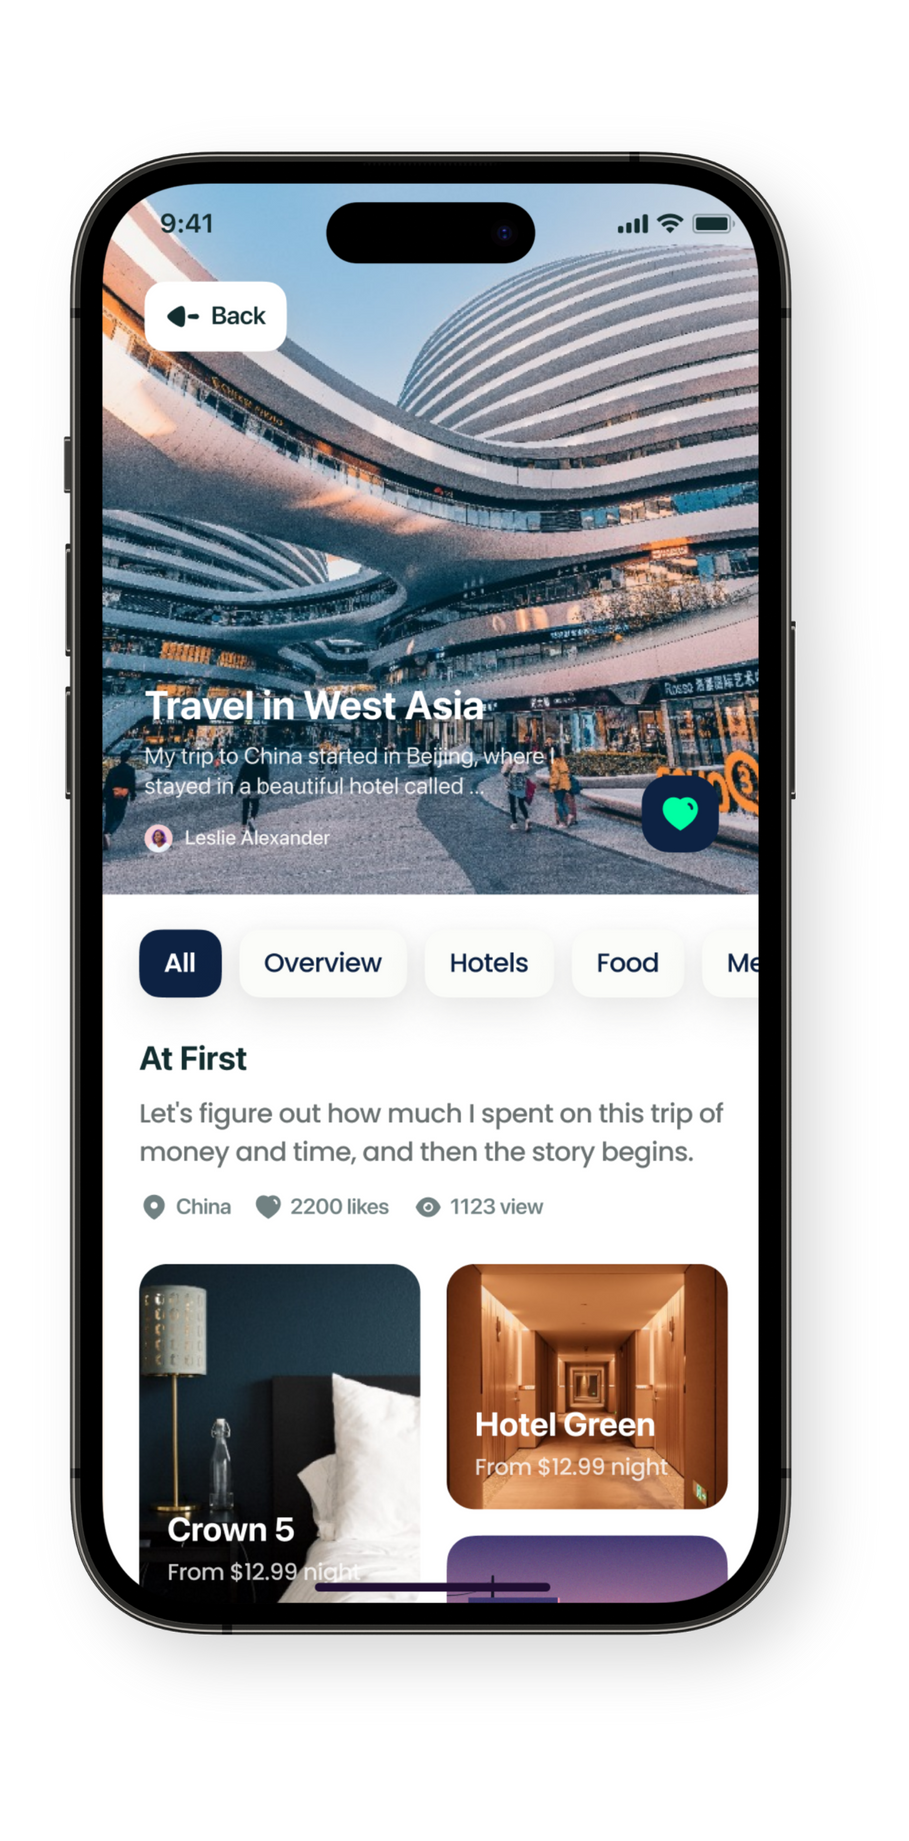 9:41
Back
Travel in West Asia
My trip to China started in Beijing, where I
stayed in a beautiful hotel called ...
Leslie Alexander
All
Overview
Hotels
Food
Me
At First
Let's figure out how much I spent on this trip of
money and time, and then the story begins.
China
2200 likes
1123 view
Hotel Green
From $12.99 night
Crown 5
From $12.99 night